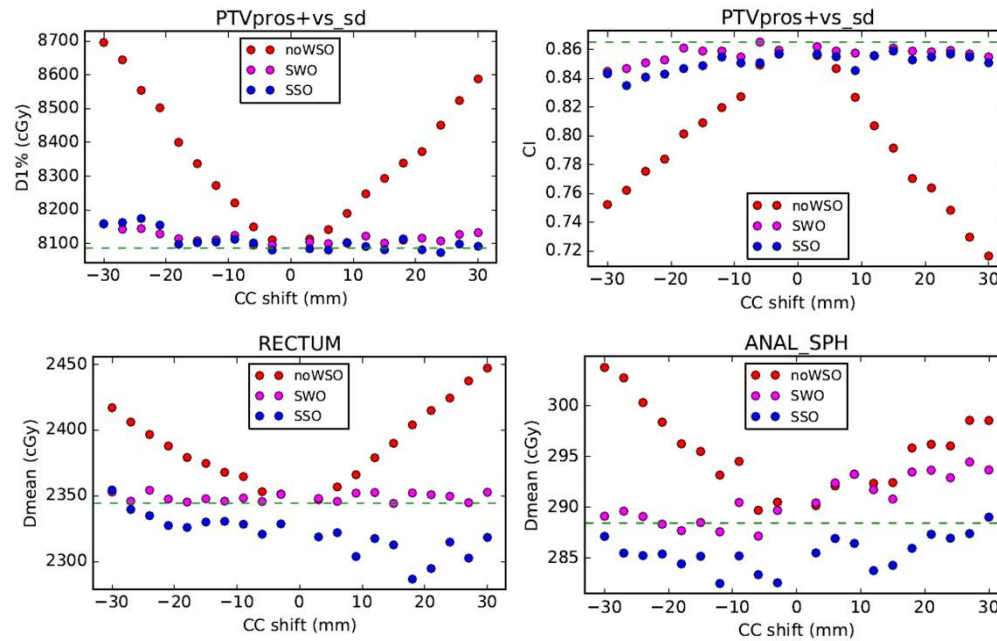 PTVpros+vs_sd
8700
8600
8500
8400
8300
8200
8100
D1% (cGy)
noWSO
SWO
SSO
−30 −20 −10 0 10 20 30
CC shift (mm)
PTVpros+vs_sd
0.86
0.84
0.82
0.80
0.78
0.76
0.74
0.72
CI
noWSO
SWO
SSO
−30 −20 −10 0 10 20 30
CC shift (mm)
RECTUM
2450
2400
2350
2300
Dmean (cGy)
noWSO
SWO
SSO
−30 −20 −10 0 10 20 30
CC shift (mm)
ANAL_SPH
300
295
290
285
Dmean (cGy)
noWSO
SWO
SSO
−30 −20 −10 0 10 20 30
CC shift (mm)